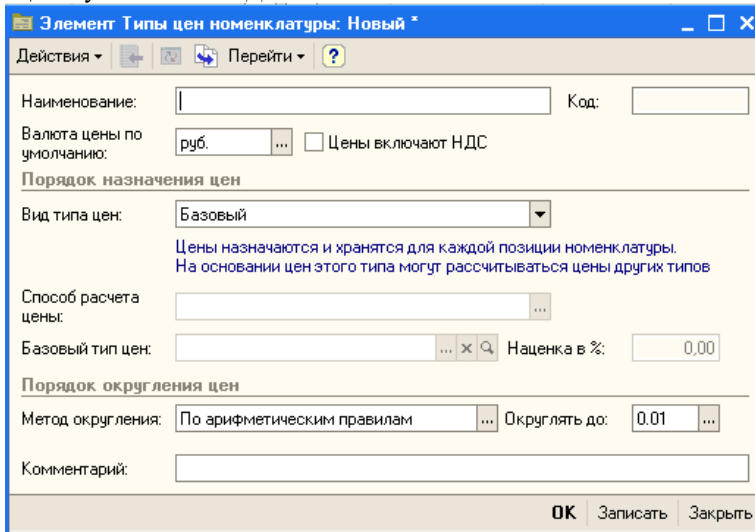 Элемент Типы цен номенклатуры: Новый *
Действия Перейти ?
Наименование: Код:
Валюта цены по
умолчанию: руб. ... Цены включают НДС
Порядок назначения цен
Вид типа цен: Базовый
Цены назначаются и хранятся для каждой позиции номенклатуры.
На основании цен этого типа могут рассчитываться цены других типов
Способ расчета
цены: ...
Базовый тип цен: ... Наценка в %: 0,00
Порядок округления цен
Метод округления: По арифметическим правилам ... Округлять до: 0.01 ...
Комментарий:
OK Записать Закрыть